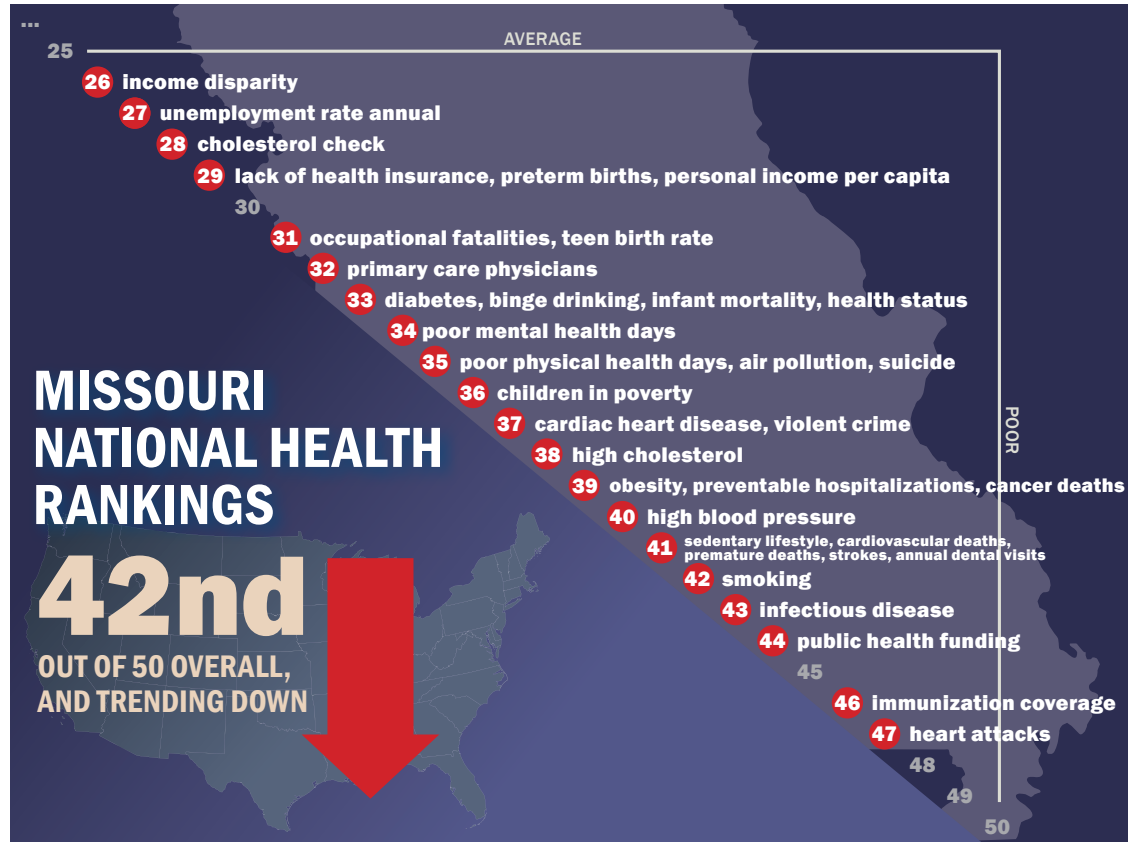 ...
25
AVERAGE
26 income disparity
27 unemployment rate annual
28 cholesterol check
29 lack of health insurance, preterm births, personal income per capita
30
31 occupational fatalities, teen birth rate
32 primary care physicians
33 diabetes, binge drinking, infant mortality, health status
34 poor mental health days
35 poor physical health days, air pollution, suicide
36 children in poverty
37 cardiac heart disease, violent crime
38 high cholesterol
39 obesity, preventable hospitalizations, cancer deaths
40 high blood pressure
41 sedentary lifestyle, cardiovascular deaths,
premature deaths, strokes, annual dental visits
42 smoking
43 infectious disease
44 public health funding
45
46 immunization coverage
47 heart attacks
48
49
50
POOR
MISSOURI
NATIONAL HEALTH
RANKINGS
42nd
OUT OF 50 OVERALL,
AND TRENDING DOWN